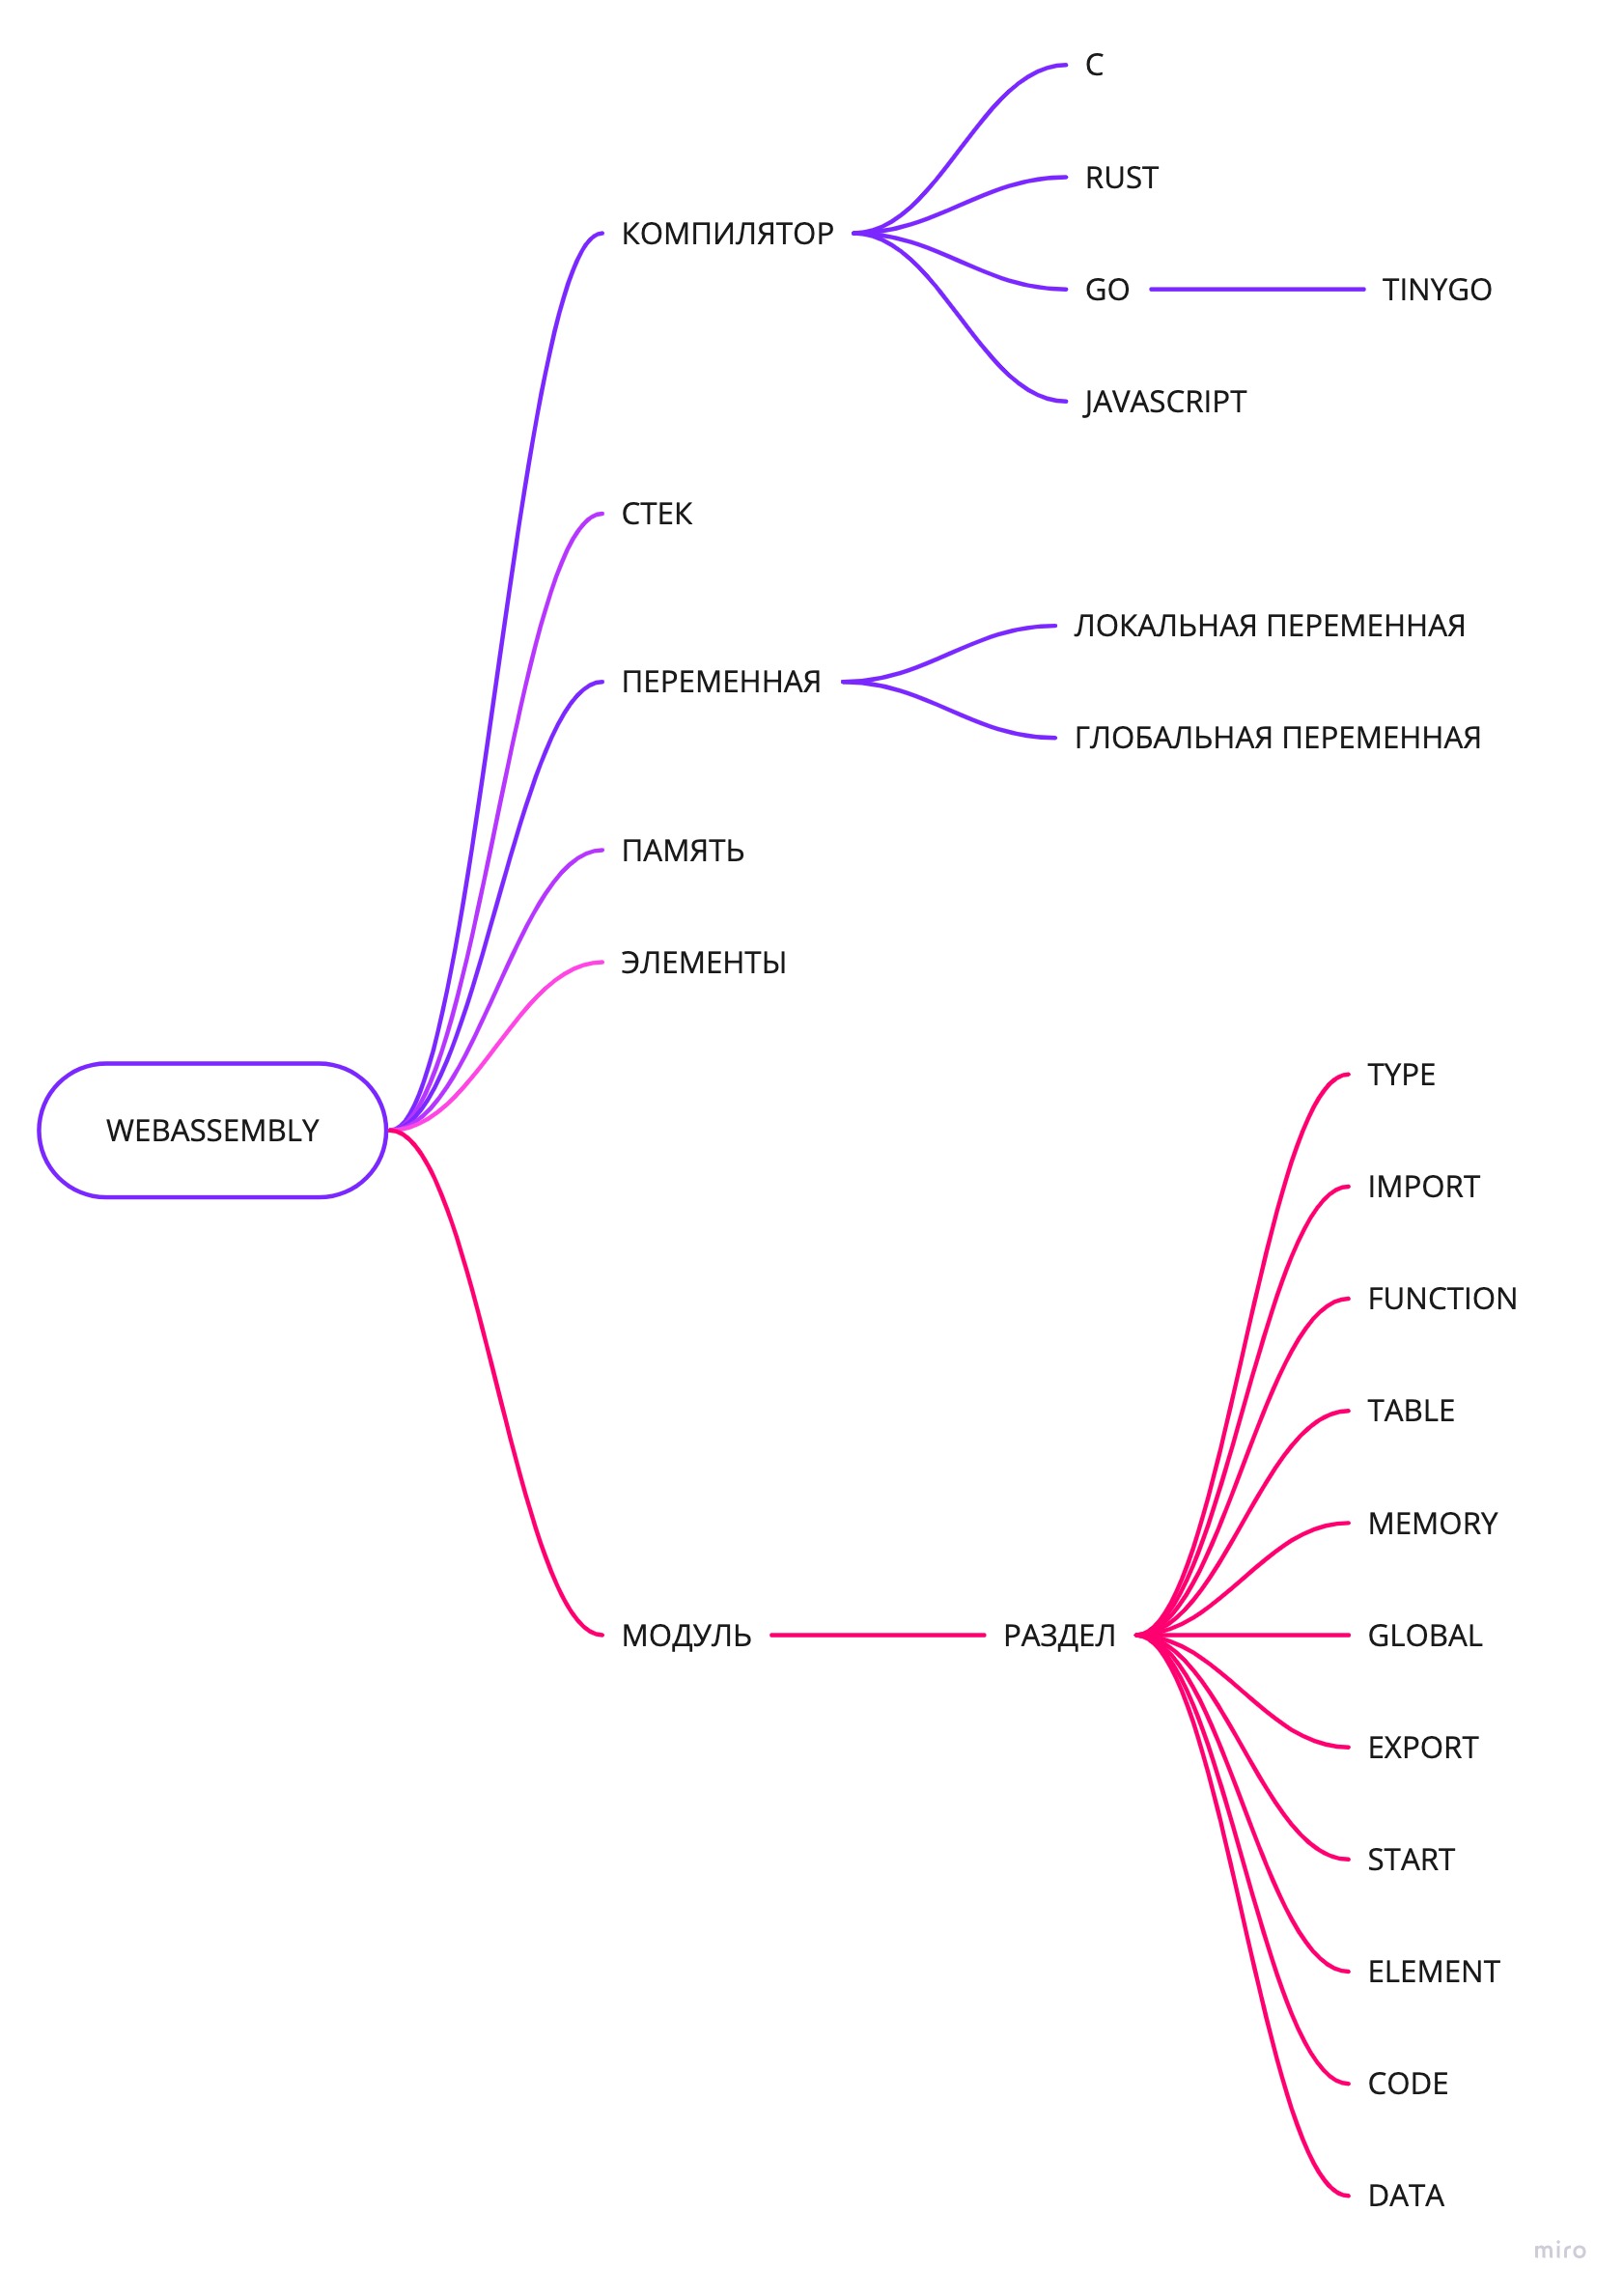 C
RUST
КОМПИЛЯТОР
GO
TINYGO
JAVASCRIPT
СТЕК
ЛОКАЛЬНАЯ ПЕРЕМЕННАЯ
ПЕРЕМЕННАЯ
ГЛОБАЛЬНАЯ ПЕРЕМЕННАЯ
ПАМЯТЬ
ЭЛЕМЕНТЫ
WEBASSEMBLY
TYPE
IMPORT
FUNCTION
TABLE
MEMORY
МОДУЛЬ
РАЗДЕЛ
GLOBAL
EXPORT
START
ELEMENT
CODE
DATA
miro